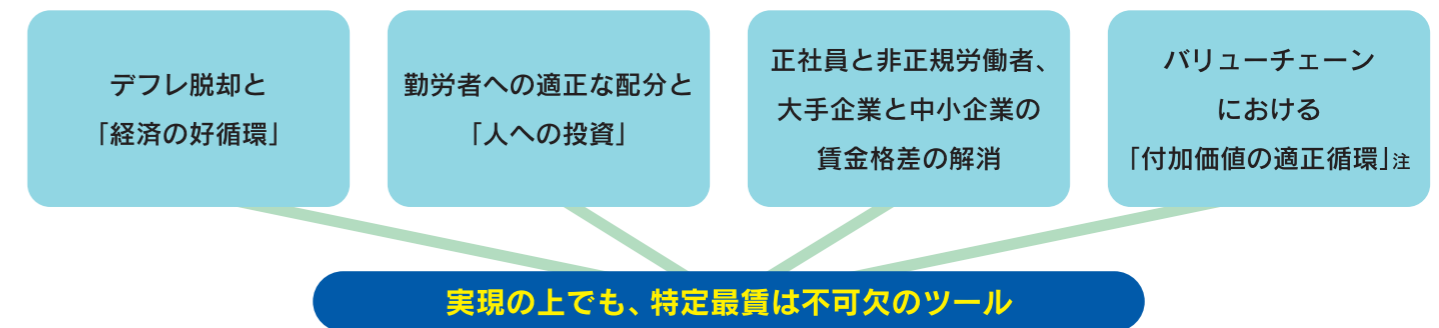 デフレ脱却と
「経済の好循環」
勤労者への適正な配分と
「人への投資」
正社員と非正規労働者、
大手企業と中小企業の
賃金格差の解消
バリューチェーン
における
「付加価値の適正循環」注
実現の上でも、特定最賃は不可欠のツール